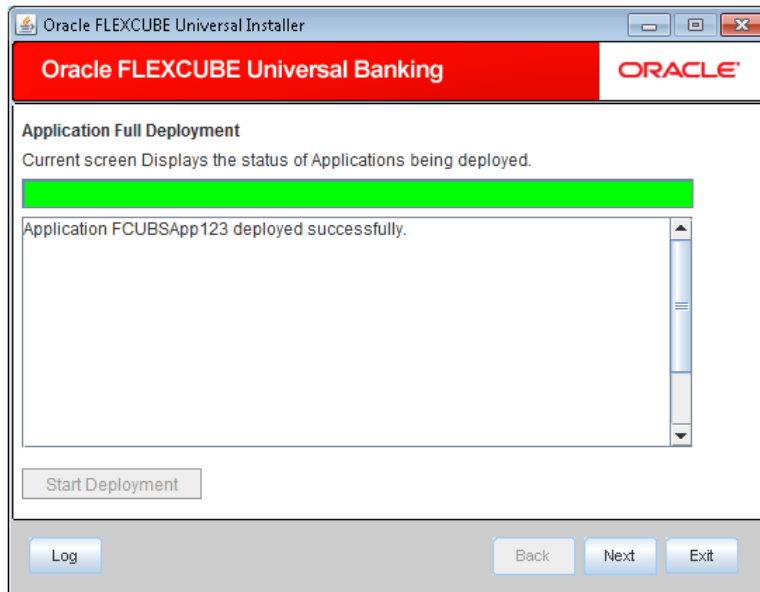 Oracle FLEXCUBE Universal Installer
Oracle FLEXCUBE Universal Banking
ORACLE
Application Full Deployment
Current screen Displays the status of Applications being deployed.
Application FCUBSApp123 deployed successfully.
Start Deployment
Log
Back
Next
Exit